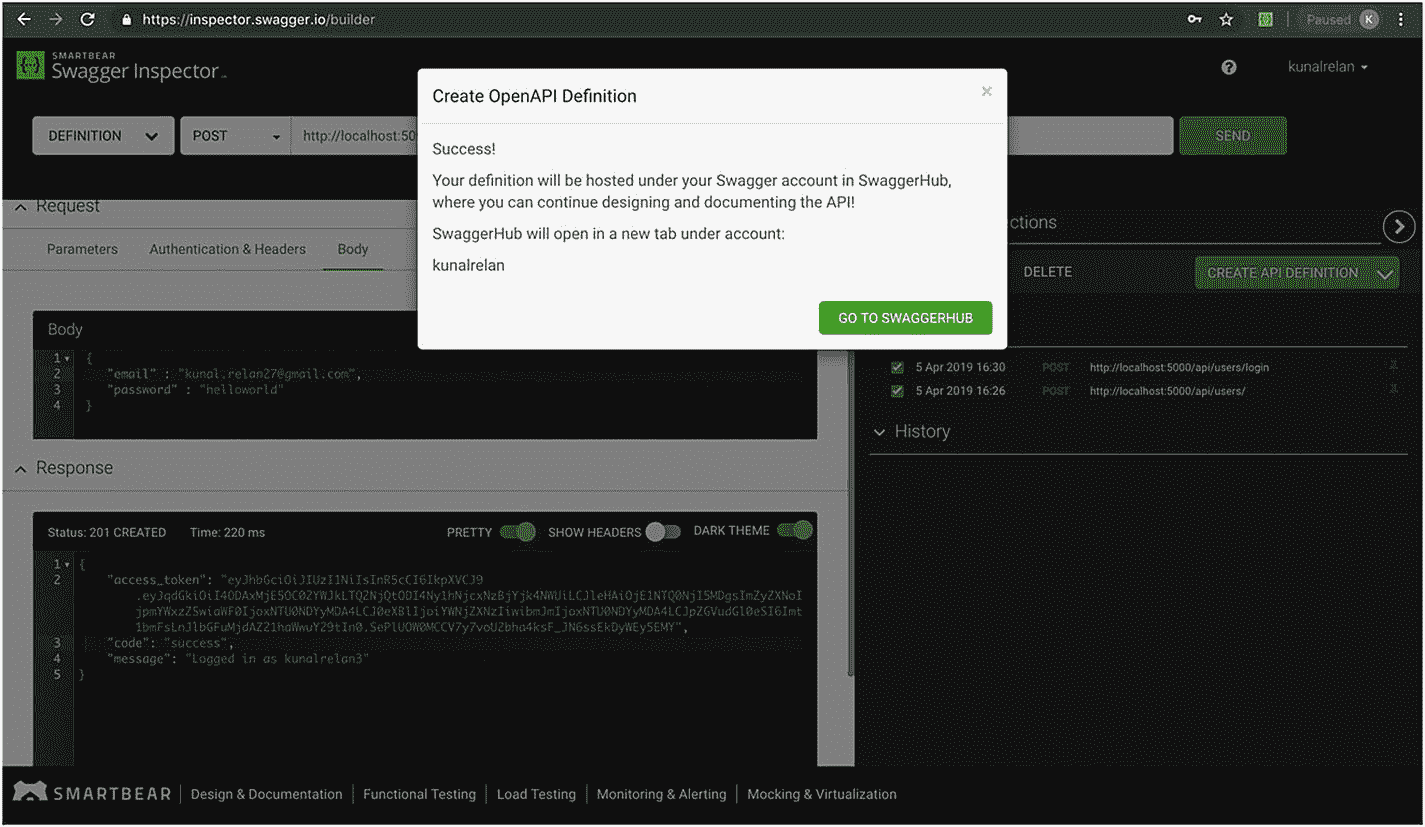 https://inspector.swagger.io/builder
Paused K
SMARTBEAR
Swagger Inspector
kunalrelan
DEFINITION POST http://localhost:50 SEND
Create OpenAPI Definition
Success!
Your definition will be hosted under your Swagger account in SwaggerHub,
where you can continue designing and documenting the API!
SwaggerHub will open in a new tab under account:
kunalrelan
GO TO SWAGGERHUB
Request
Parameters Authentication & Headers Body
Body
1 {
2 "email" : "kunal.relan27@gmail.com",
3 "password" : "helloworld"
4 }
Response
Status: 201 CREATED Time: 220 ms PRETTY SHOW HEADERS DARK THEME
1 {
2 "access_token": "eyJhbGciOiJIUzI1NiIsInR5cCI6IkpXVCJ9
3 "code": "success",
4 "message": "Logged in as kunalrelan3"
5 }
ctions
DELETE CREATE API DEFINITION
5 Apr 2019 16:30 POST http://localhost:5000/api/users/login
5 Apr 2019 16:26 POST http://localhost:5000/api/users/
History
SMARTBEAR Design & Documentation Functional Testing Load Testing Monitoring & Alerting Mocking & Virtualization